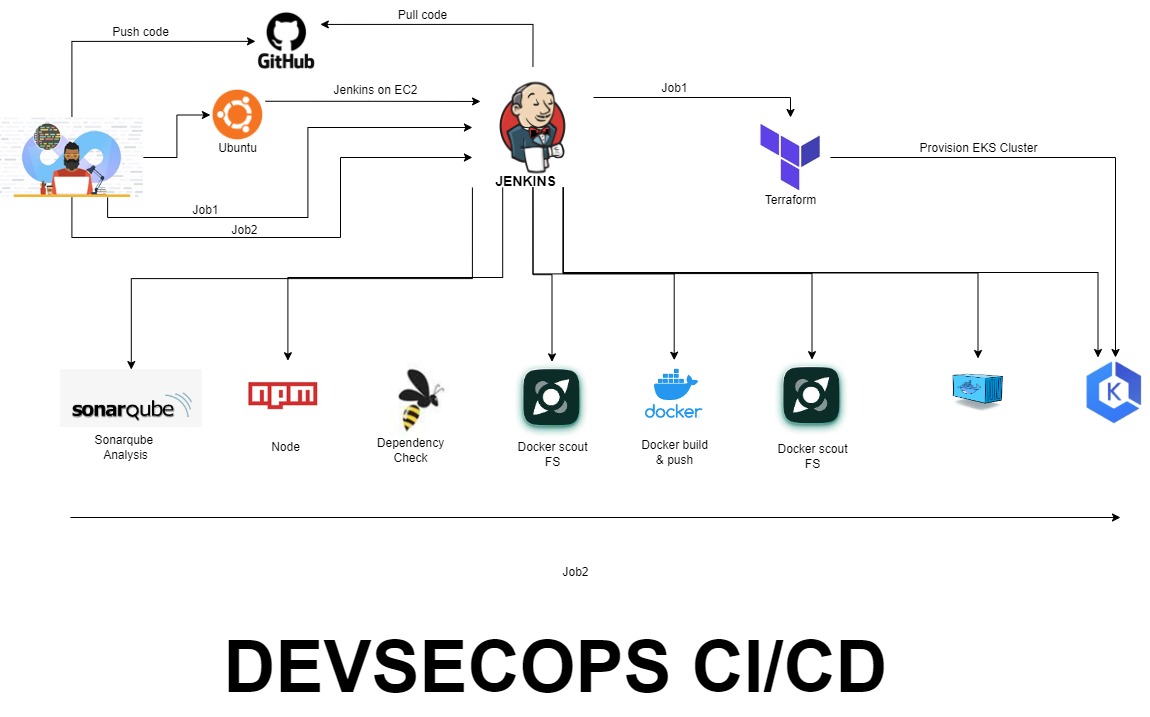 Pull code
Push code
GitHub
Jenkins on EC2
Job1
Ubuntu
JENKINS
Provision EKS Cluster
Terraform
Job1
Job2
sonarqube
npm
docker
K
Sonarqube
Analysis
Node
Dependency
Check
Docker scout
FS
Docker build
& push
Docker scout
FS
Job2
DEVSECOPS CI/CD